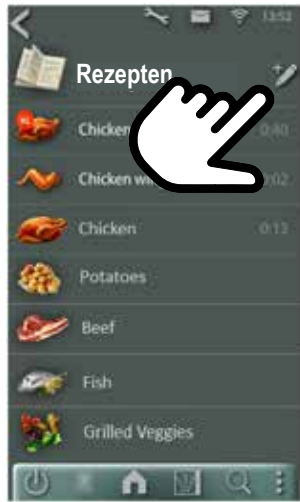 13:52
Rezepten
Chicken
0:40
Chicken wi
0:02
Chicken
0:13
Potatoes
Beef
Fish
Grilled Veggies